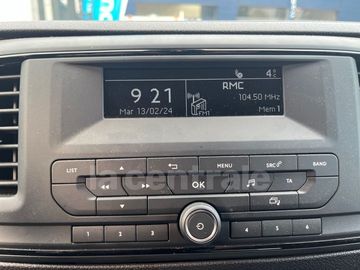 4 °C
9 21
Mar 13/02/24
RMC
104.50 MHz
FM1
Mem 1
LIST
MENU
SRC
BAND
OK
TA
la centrale
1
2
3
4
5
6